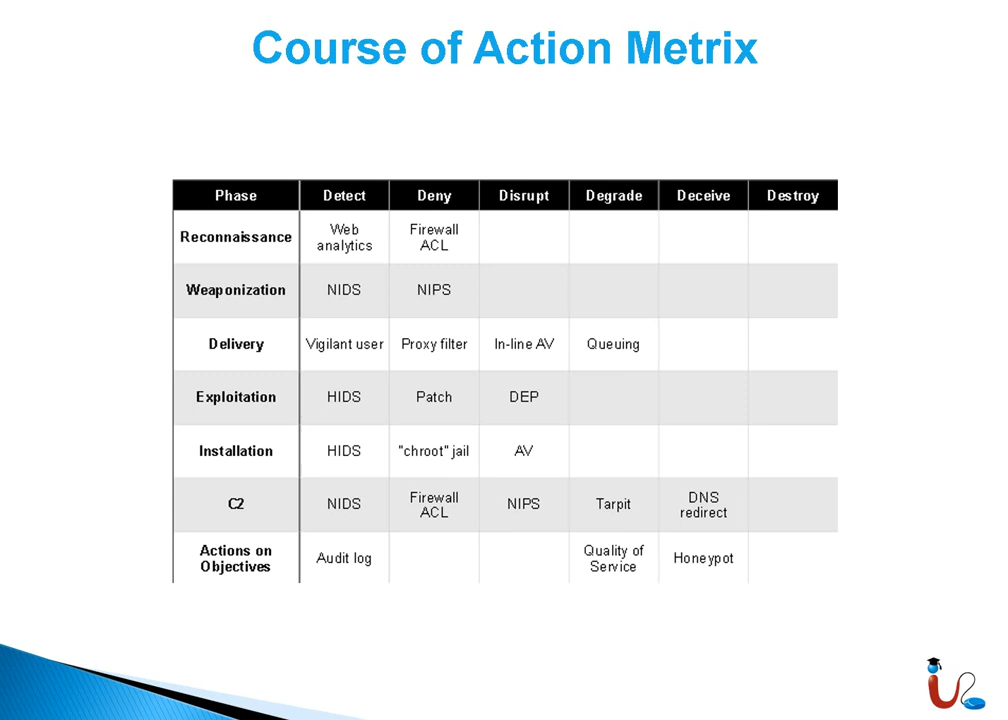 Course of Action Metrix
Phase Detect Deny Disrupt Degrade Deceive Destroy
Reconnaissance Web analytics Firewall ACL
Weaponization NIDS NIPS
Delivery Vigilant user Proxy filter In-line AV Queuing
Exploitation HIDS Patch DEP
Installation HIDS "chroot" jail AV
C2 NIDS Firewall ACL NIPS Tarpit DNS redirect
Actions on Objectives Audit log Quality of Service Honeypot